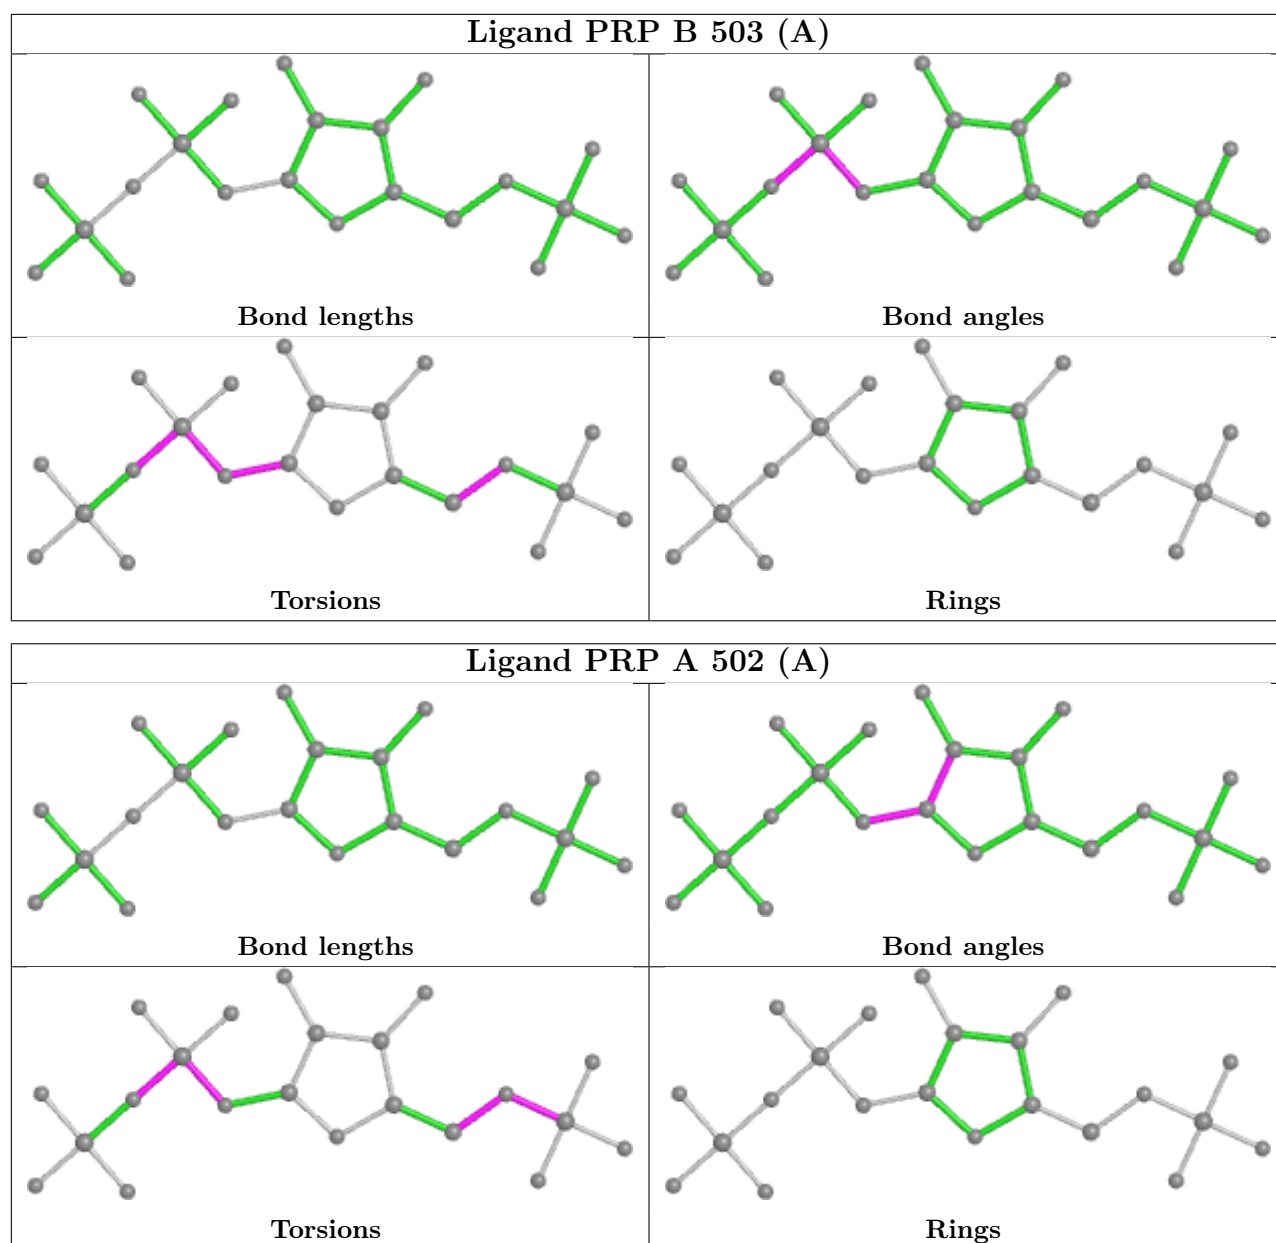 Ligand PRP B 503 (A)
Bond lengths
Bond angles
Torsions
Rings
Ligand PRP A 502 (A)
Bond lengths
Bond angles
Torsions
Rings